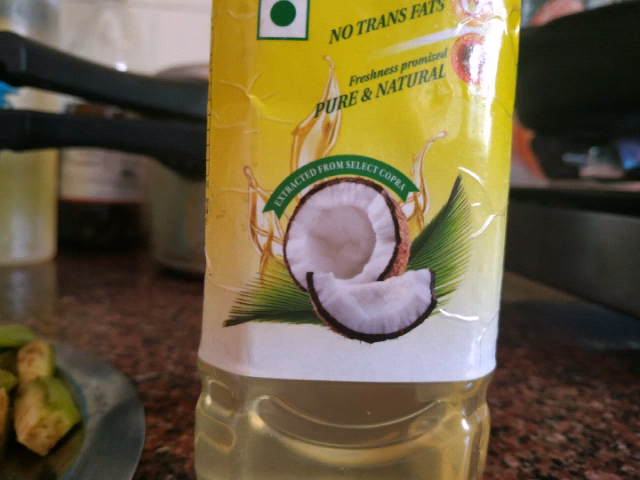 NO TRANS FATS
Freshness promised
PURE & NATURAL
EXTRACTED FROM SELECT COPRA